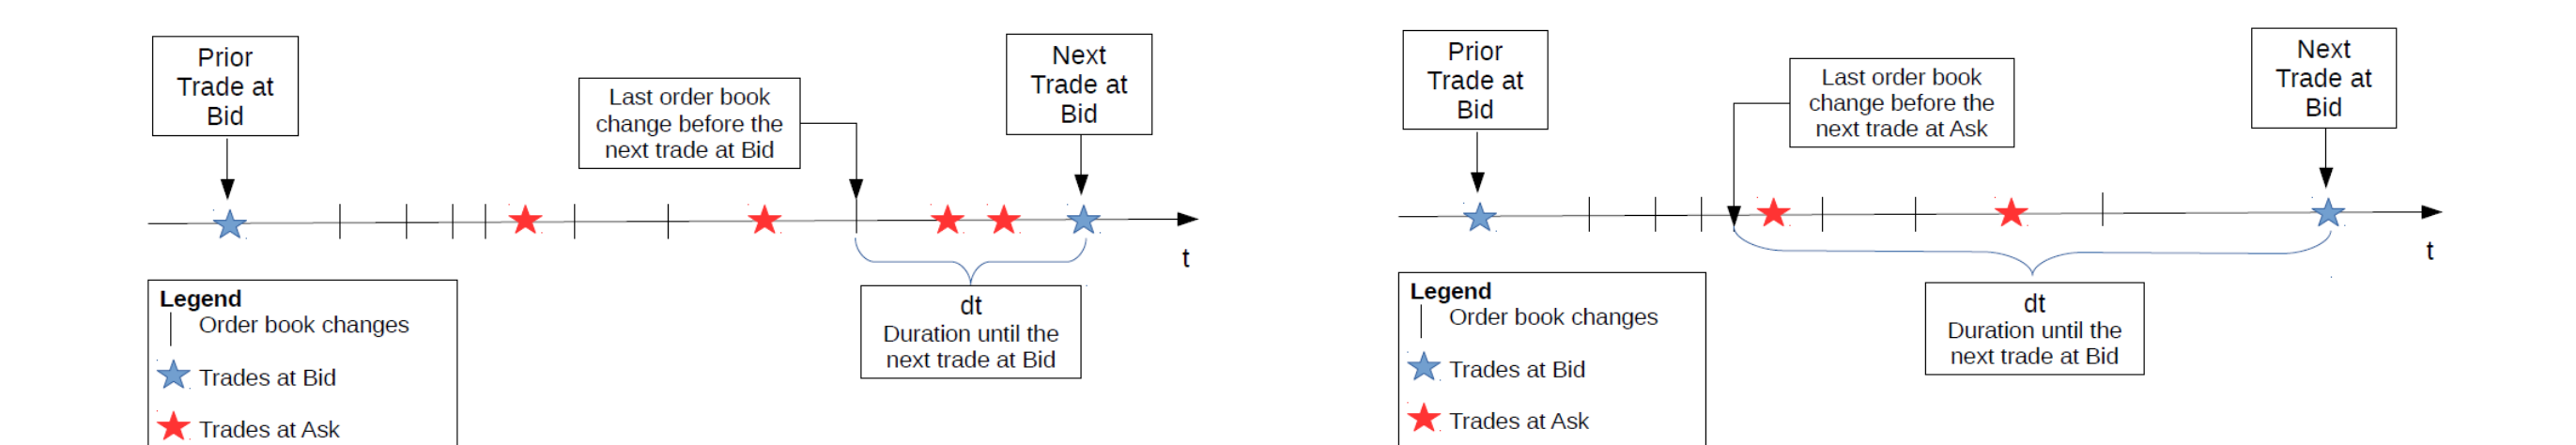 Prior
Trade at
Bid
Last order book
change before the
next trade at Bid
Next
Trade at
Bid
t
dt
Duration until the
next trade at Bid
Legend
Order book changes
Trades at Bid
Trades at Ask
Prior
Trade at
Bid
Last order book
change before the
next trade at Ask
Next
Trade at
Bid
t
dt
Duration until the
next trade at Bid
Legend
Order book changes
Trades at Bid
Trades at Ask